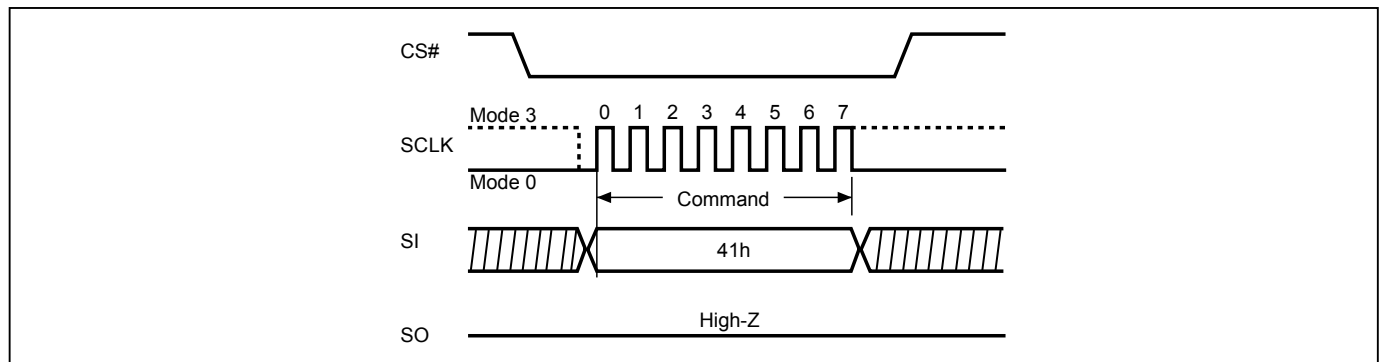 CS#
Mode 3
0 1 2 3 4 5 6 7
SCLK
Mode 0
Command
SI
41h
High-Z
SO